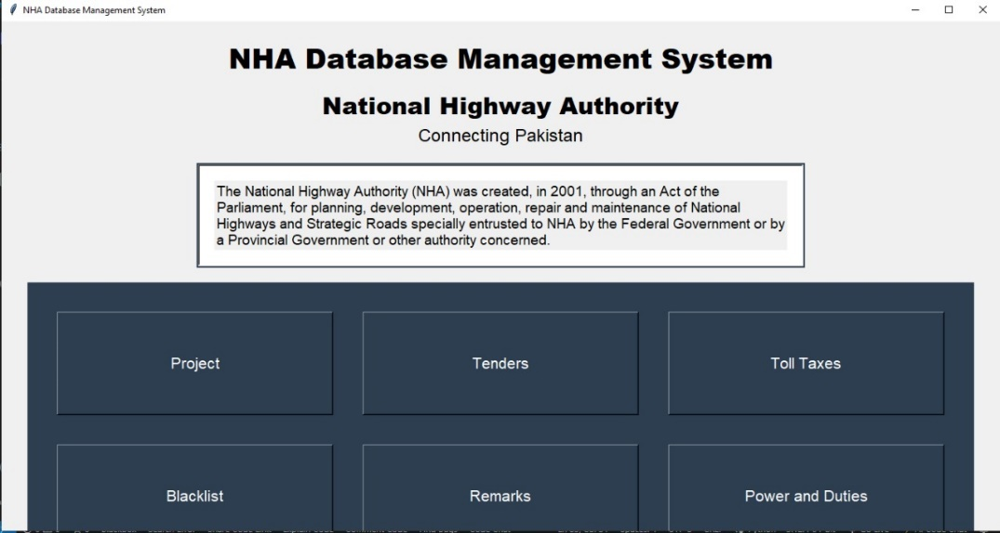 NHA Database Management System
NHA Database Management System
National Highway Authority
Connecting Pakistan
The National Highway Authority (NHA) was created, in 2001, through an Act of the
Parliament, for planning, development, operation, repair and maintenance of National
Highways and Strategic Roads specially entrusted to NHA by the Federal Government or by
a Provincial Government or other authority concerned.
Project
Tenders
Toll Taxes
Blacklist
Remarks
Power and Duties